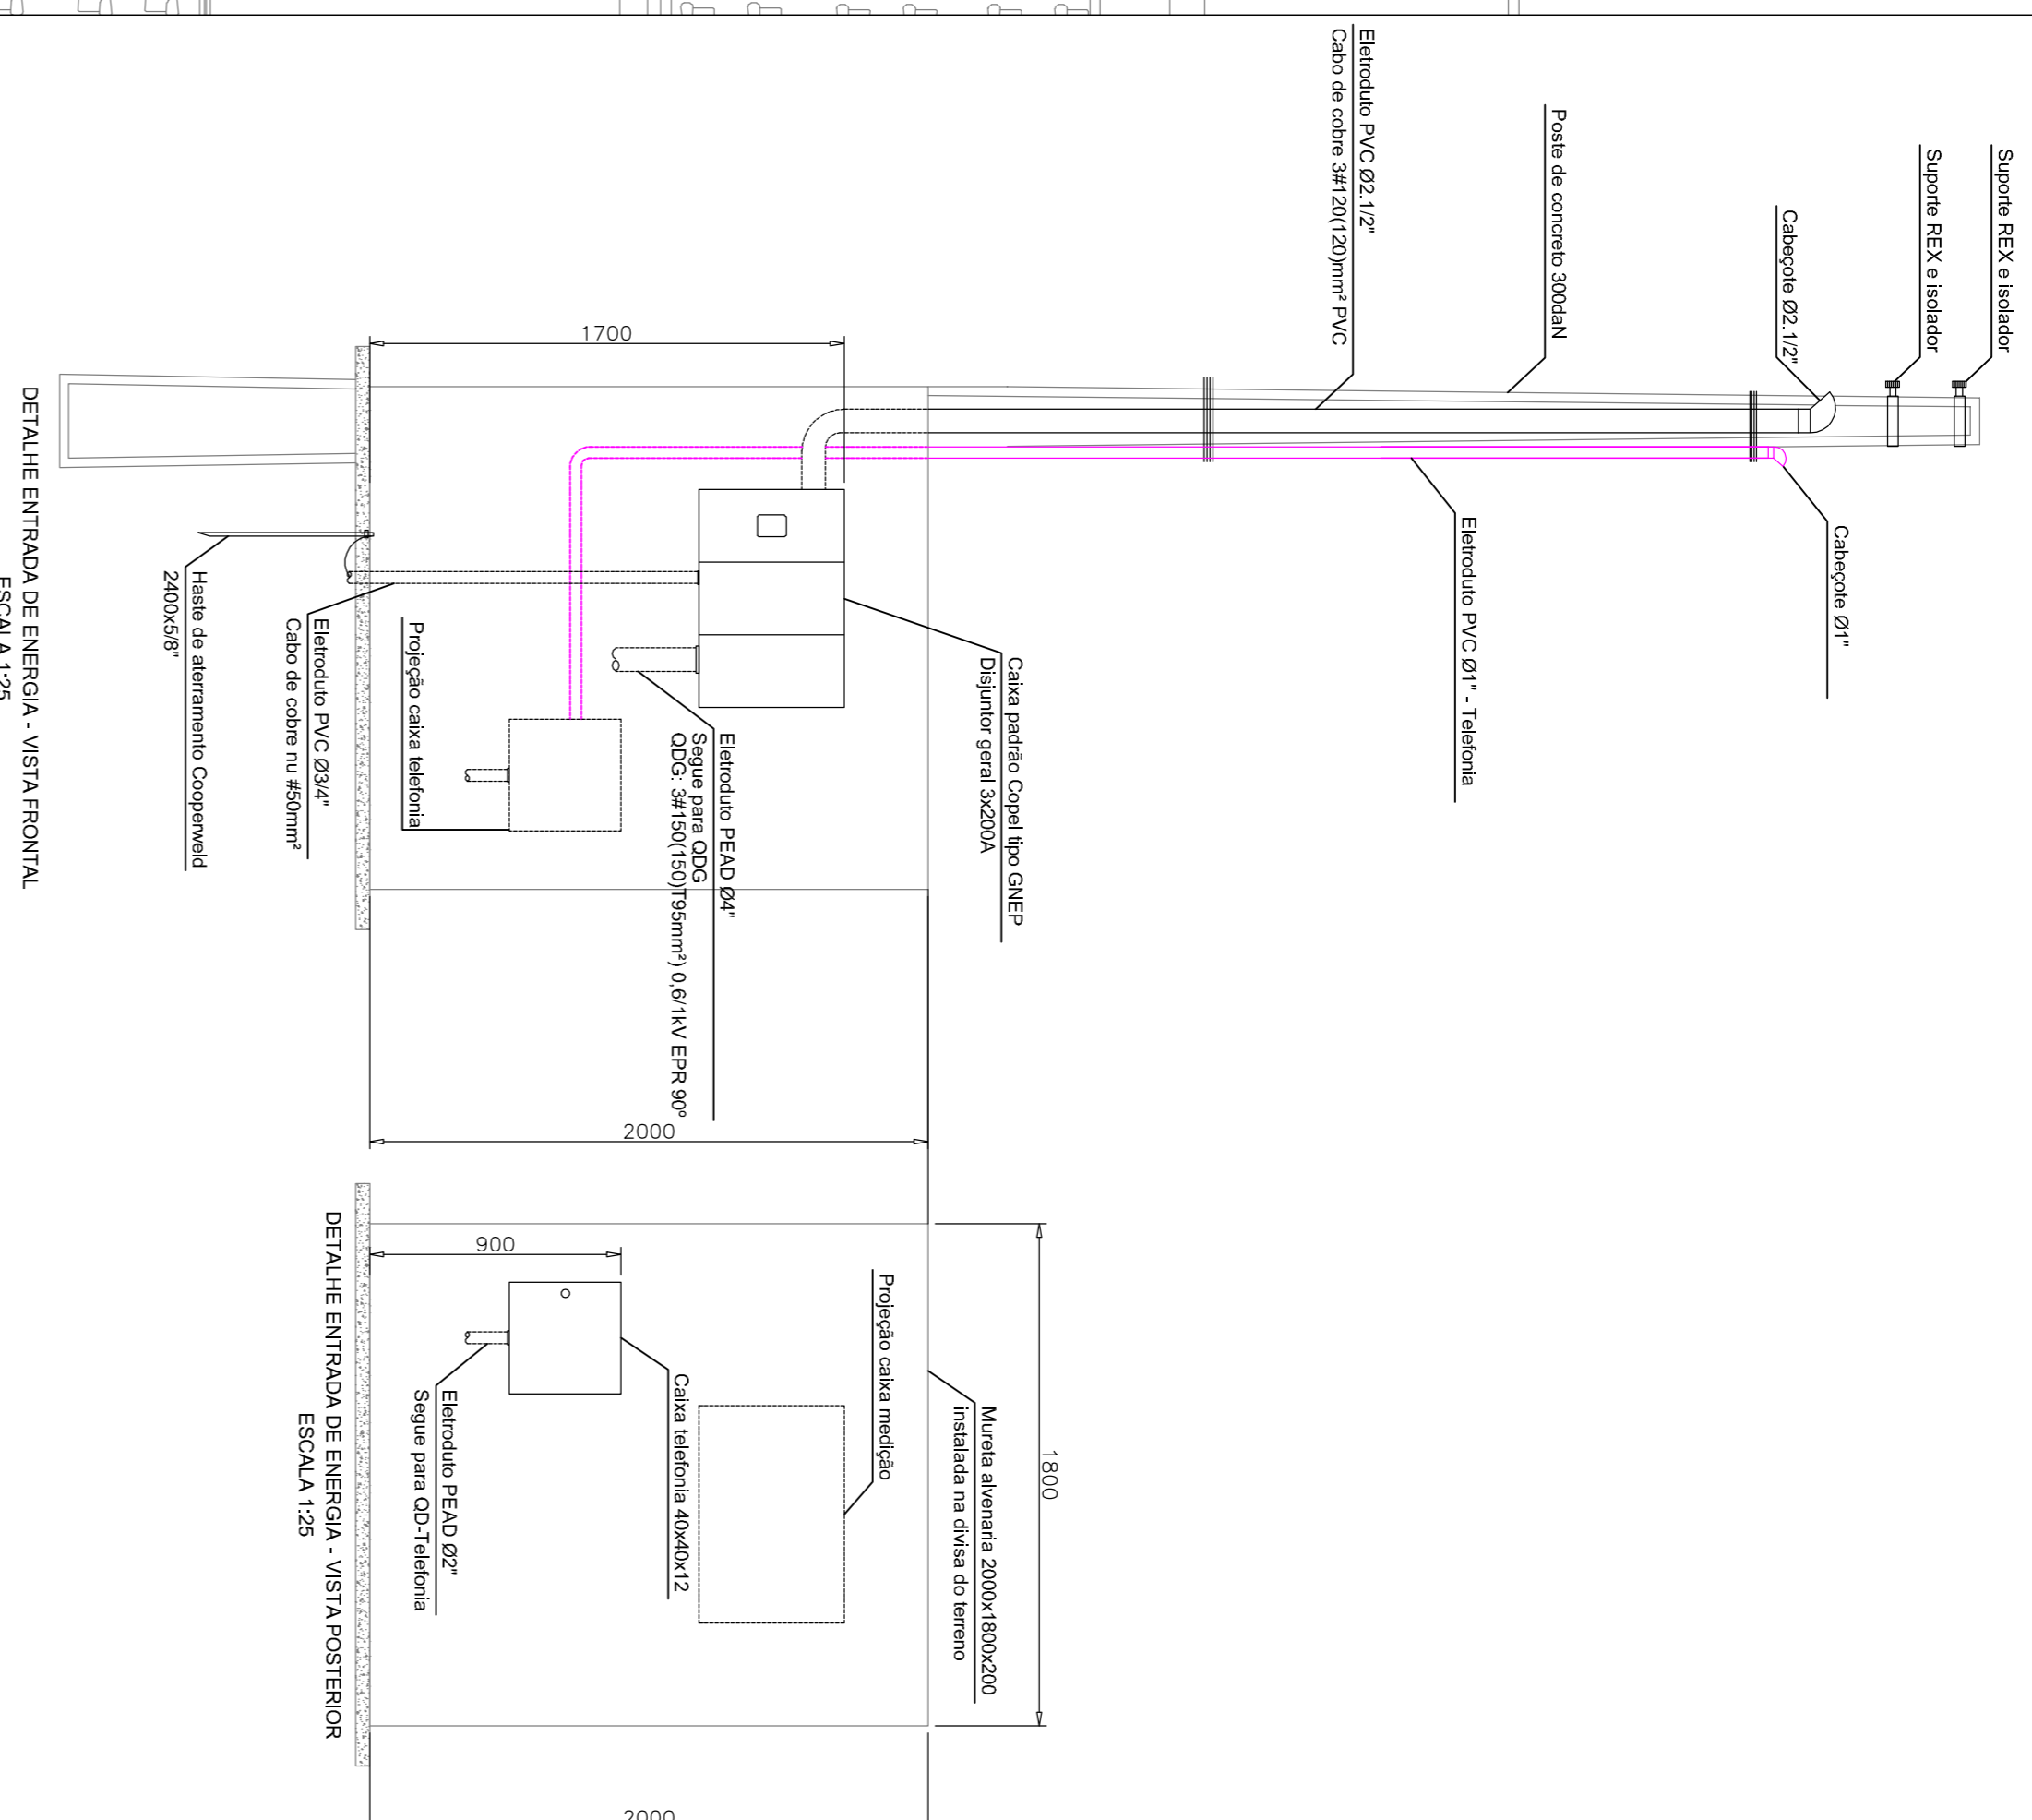 Suporte REX e isolador
Suporte REX e isolador
Cabeçote Ø2.1/2"
Cabeçote Ø1"
Poste de concreto 300daN
Eletroduto PVC Ø1" - Telefonia
Eletroduto PVC Ø2.1/2"
Cabo de cobre 3#120(120)mm² PVC
1700
Caixa padrão Copel tipo GNEP
Disjuntor geral 3x200A
Eletroduto PEAD Ø4"
Segue para QDG
QDG: 3#150(150)T95mm²) 0,6/1kV EPR 90º
Projeção caixa telefonia
Eletroduto PVC Ø3/4"
Cabo de cobre nu #50mm²
Haste de aterramento Cooperweld
2400x5/8"
2000
DETALHE ENTRADA DE ENERGIA - VISTA FRONTAL
ESCALA 1:25
1800
Mureta alvenaria 2000x1800x200
instalada na divisa do terreno
Projeção caixa medição
900
Caixa telefonia 40x40x12
Eletroduto PEAD Ø2"
Segue para QD-Telefonia
2000
DETALHE ENTRADA DE ENERGIA - VISTA POSTERIOR
ESCALA 1:25